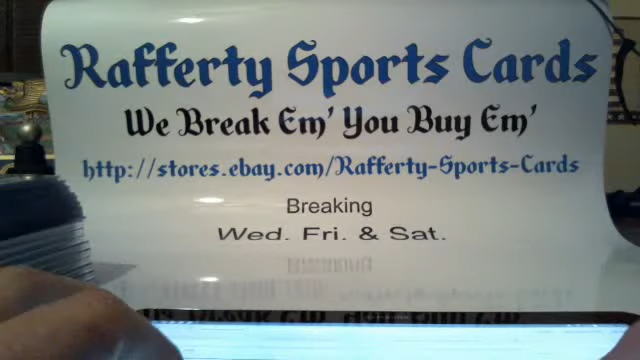 Rafferty Sports Cards
We Break Em' You Buy Em'
http://stores.ebay.com/Rafferty-Sports-Cards
Breaking
Wed. Fri. & Sat.